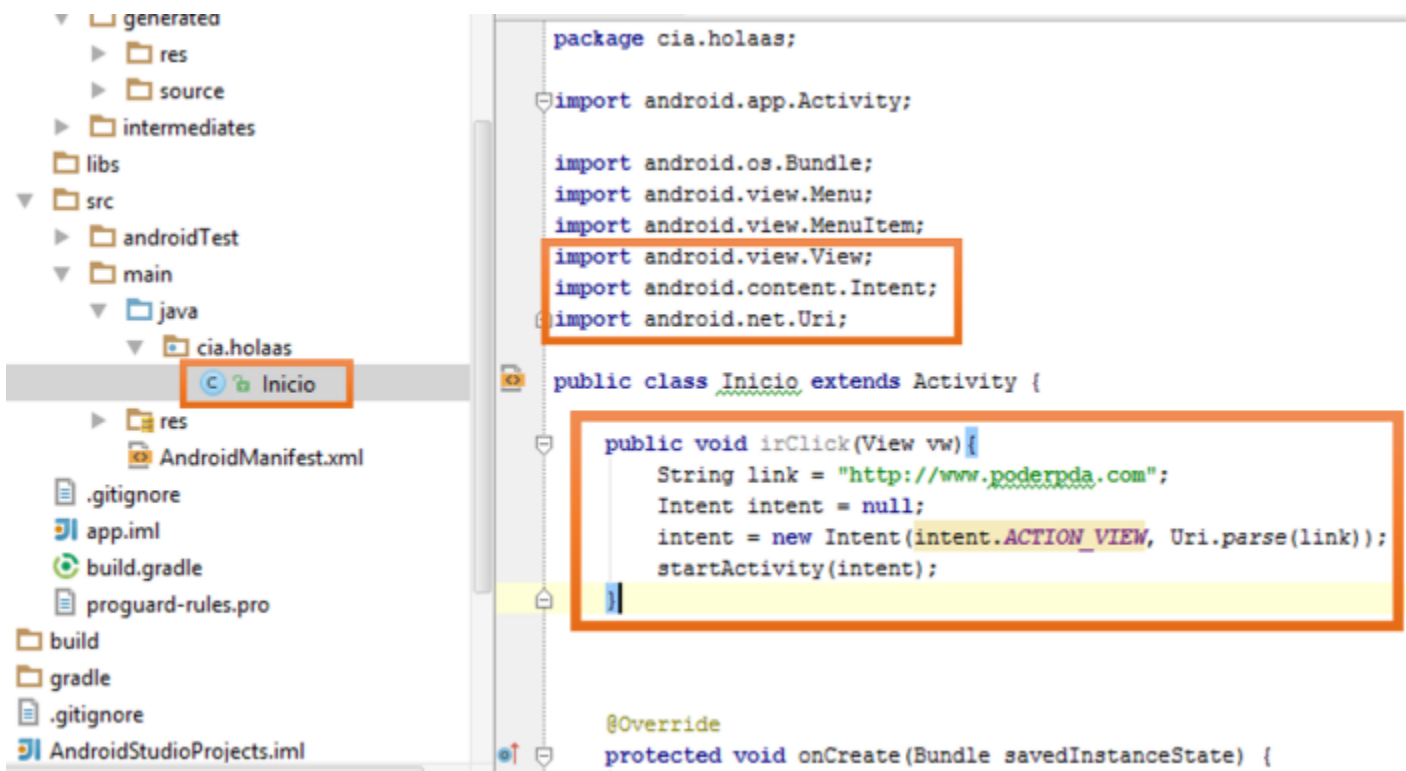 generated
res
source
intermediates
libs
src
androidTest
main
java
cia.holaas
Inicio
res
AndroidManifest.xml
.gitignore
app.iml
build.gradle
proguard-rules.pro
build
gradle
.gitignore
AndroidStudioProjects.iml
package cia.holaas;
import android.app.Activity;
import android.os.Bundle;
import android.view.Menu;
import android.view.MenuItem;
import android.view.View;
import android.content.Intent;
import android.net.Uri;
public class Inicio extends Activity {
public void irClick(View vw){
String link = "http://www.poderpda.com";
Intent intent = null;
intent = new Intent(intent.ACTION_VIEW, Uri.parse(link));
startActivity(intent);
}
@Override
protected void onCreate(Bundle savedInstanceState) {